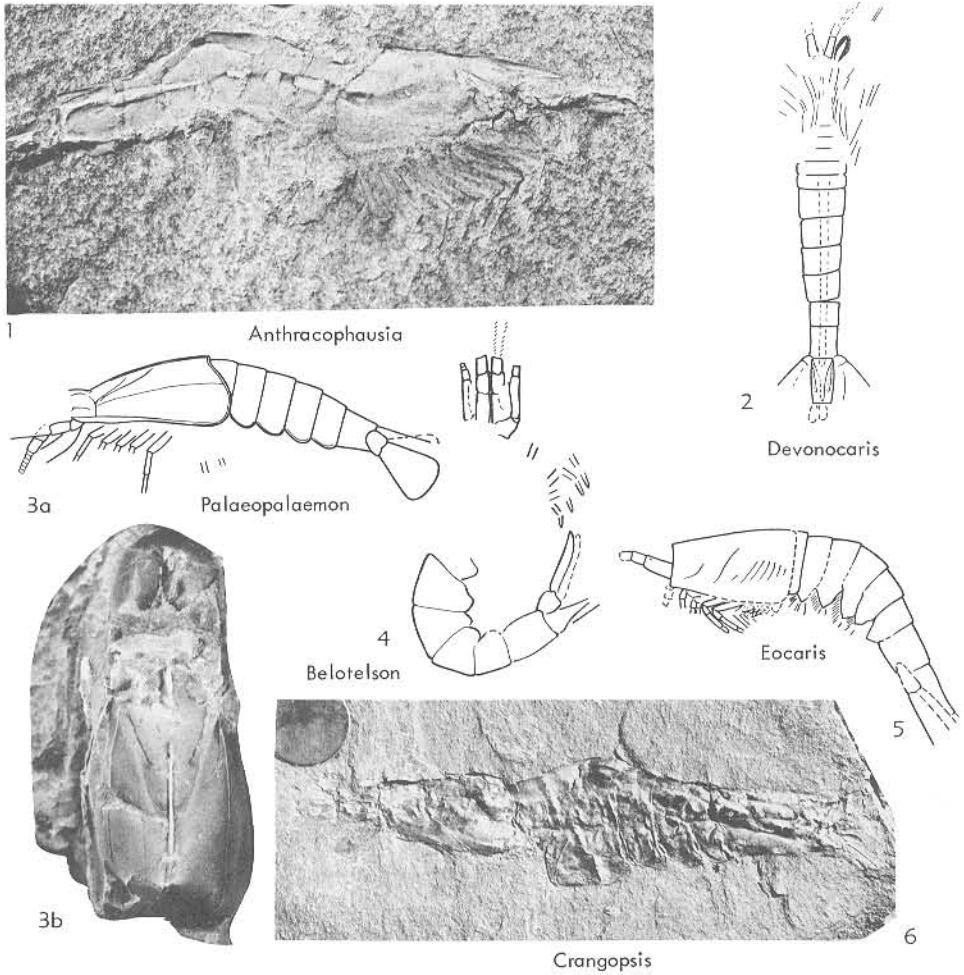 1
Anthracophausia
2
Devonocaris
3a
Palaeopalaemon
4
Belotelson
5
Eocaris
3b
6
Crangopsis